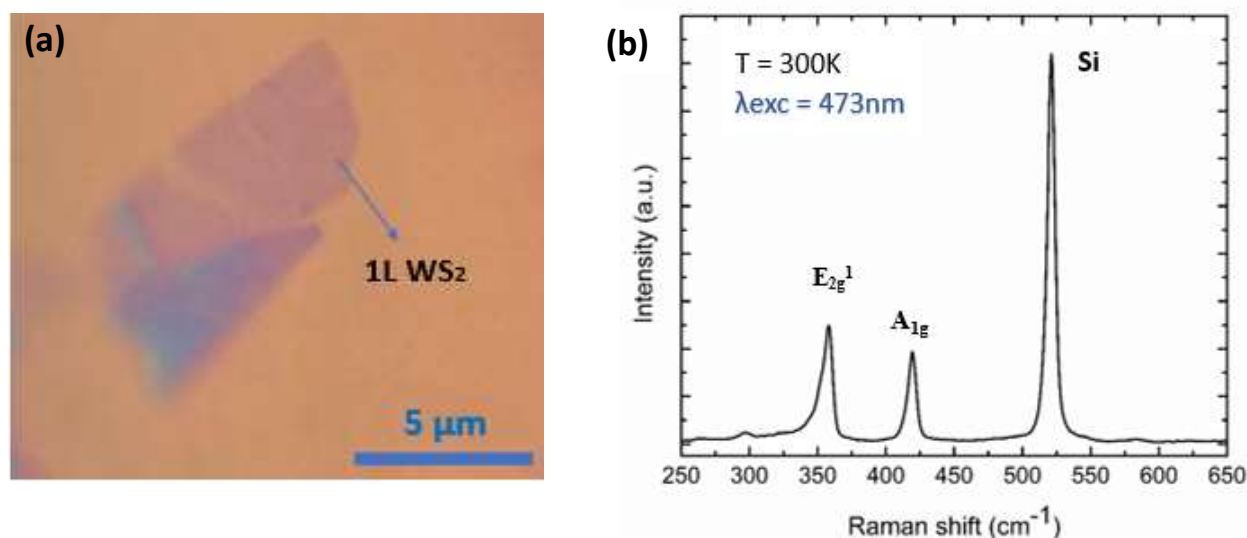 (a)
1L WS₂
5 μm
(b)
T = 300K
λexc = 473nm
Si
E₂g¹
A₁g
Intensity (a.u.)
250 300 350 400 450 500 550 600 650
Raman shift (cm⁻¹)